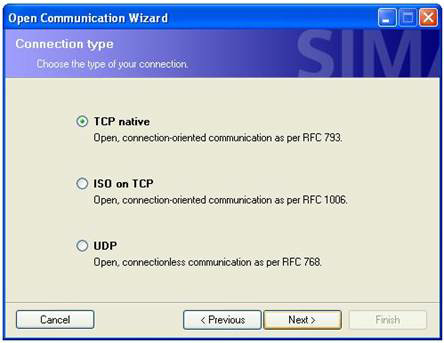 Open Communication Wizard
Connection type
Choose the type of your connection.
SIMA
TCP native
Open, connection-oriented communication as per RFC 793.
ISO on TCP
Open, connection-oriented communication as per RFC 1006.
UDP
Open, connectionless communication as per RFC 768.
Cancel
< Previous
Next >
Finish